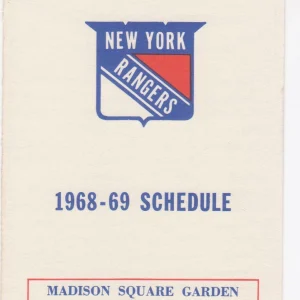 NEW YORK
RANGERS
1968-69 SCHEDULE
MADISON SQUARE GARDEN